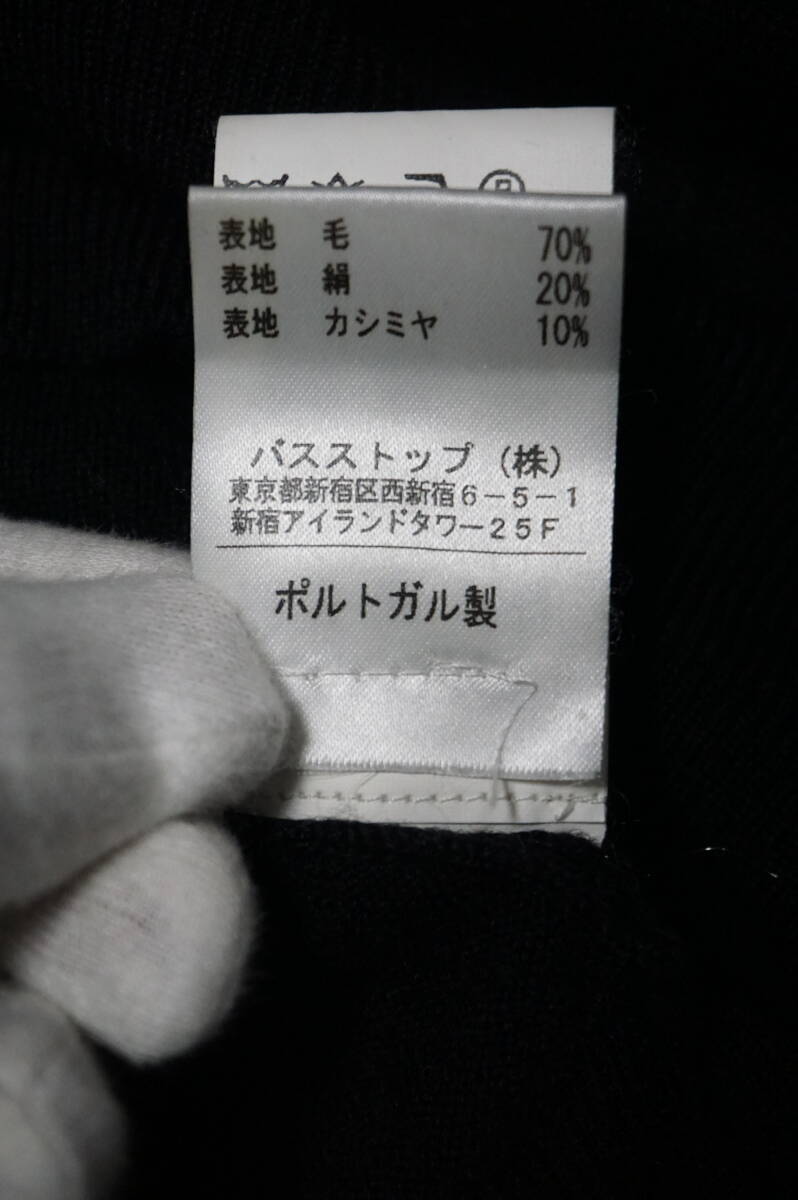 表地 毛 70%
表地 絹 20%
表地 カシミヤ 10%
バスストップ (株)
東京都新宿区西新宿6-5-1
新宿アイランドタワー25F
ポルトガル製